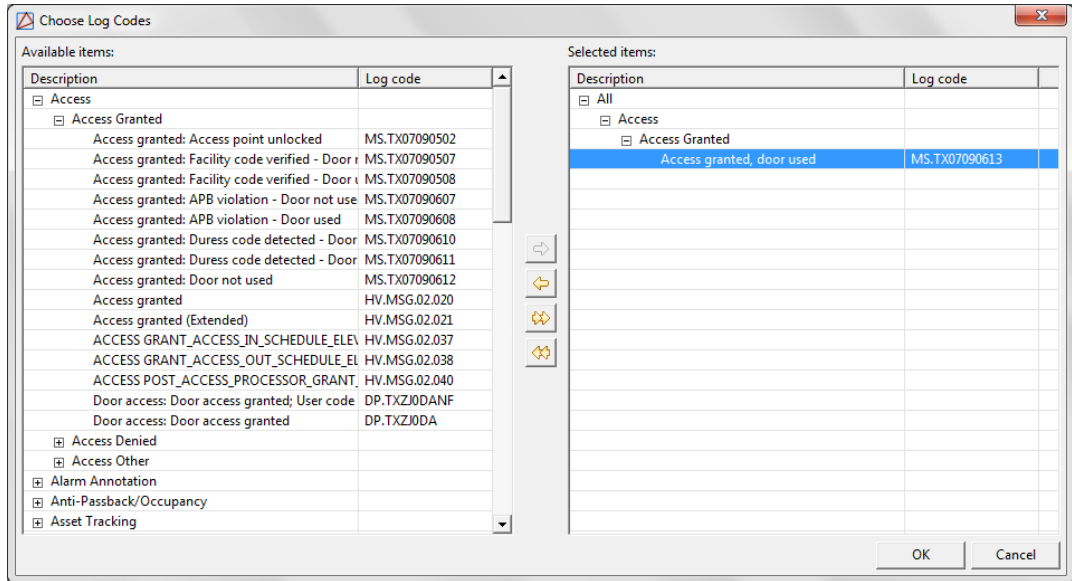 Choose Log Codes
Available items:
Description Log code
Access
Access Granted
Access granted: Access point unlocked MS.TX07090502
Access granted: Facility code verified - Door r MS.TX07090507
Access granted: Facility code verified - Door u MS.TX07090508
Access granted: APB violation - Door not use MS.TX07090607
Access granted: APB violation - Door used MS.TX07090608
Access granted: Duress code detected - Door MS.TX07090610
Access granted: Duress code detected - Door MS.TX07090611
Access granted: Door not used MS.TX07090612
Access granted HV.MSG.02.020
Access granted (Extended) HV.MSG.02.021
ACCESS GRANT_ACCESS_IN_SCHEDULE_ELEV HV.MSG.02.037
ACCESS GRANT_ACCESS_OUT_SCHEDULE_EL HV.MSG.02.038
ACCESS POST_ACCESS_PROCESSOR_GRANT_ HV.MSG.02.040
Door access: Door access granted; User code DP.TXZJ0DANF
Door access: Door access granted DP.TXZJ0DA
Access Denied
Access Other
Alarm Annotation
Anti-Passback/Occupancy
Asset Tracking
Selected items:
Description Log code
All
Access
Access Granted
Access granted, door used MS.TX07090613
OK Cancel